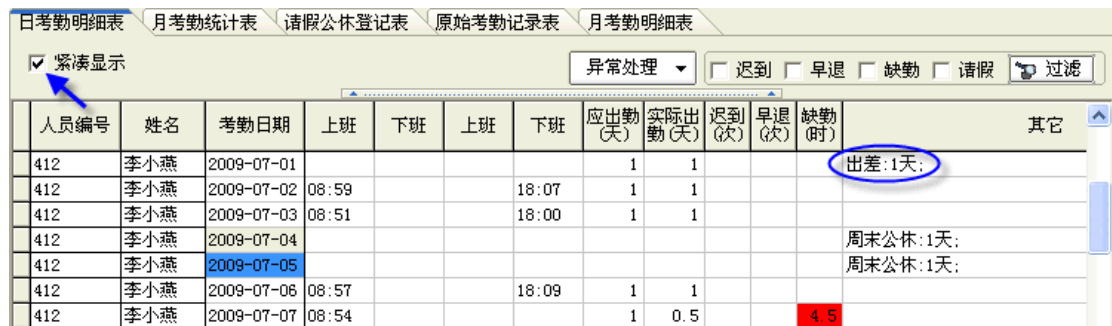 日考勤明细表 月考勤统计表 请假公休登记表 原始考勤记录表 月考勤明细表
紧凑显示 异常处理 迟到 早退 缺勤 请假 过滤
人员编号 姓名 考勤日期 上班 下班 上班 下班 应出勤(天) 实际出勤(天) 迟到(次) 早退(次) 缺勤(时) 其它
412 李小燕 2009-07-01 1 1 出差:1天;
412 李小燕 2009-07-02 08:59 18:07 1 1
412 李小燕 2009-07-03 08:51 18:00 1 1
412 李小燕 2009-07-04 周末公休:1天;
412 李小燕 2009-07-05 周末公休:1天;
412 李小燕 2009-07-06 08:57 18:09 1 1
412 李小燕 2009-07-07 08:54 1 0.5 4.5